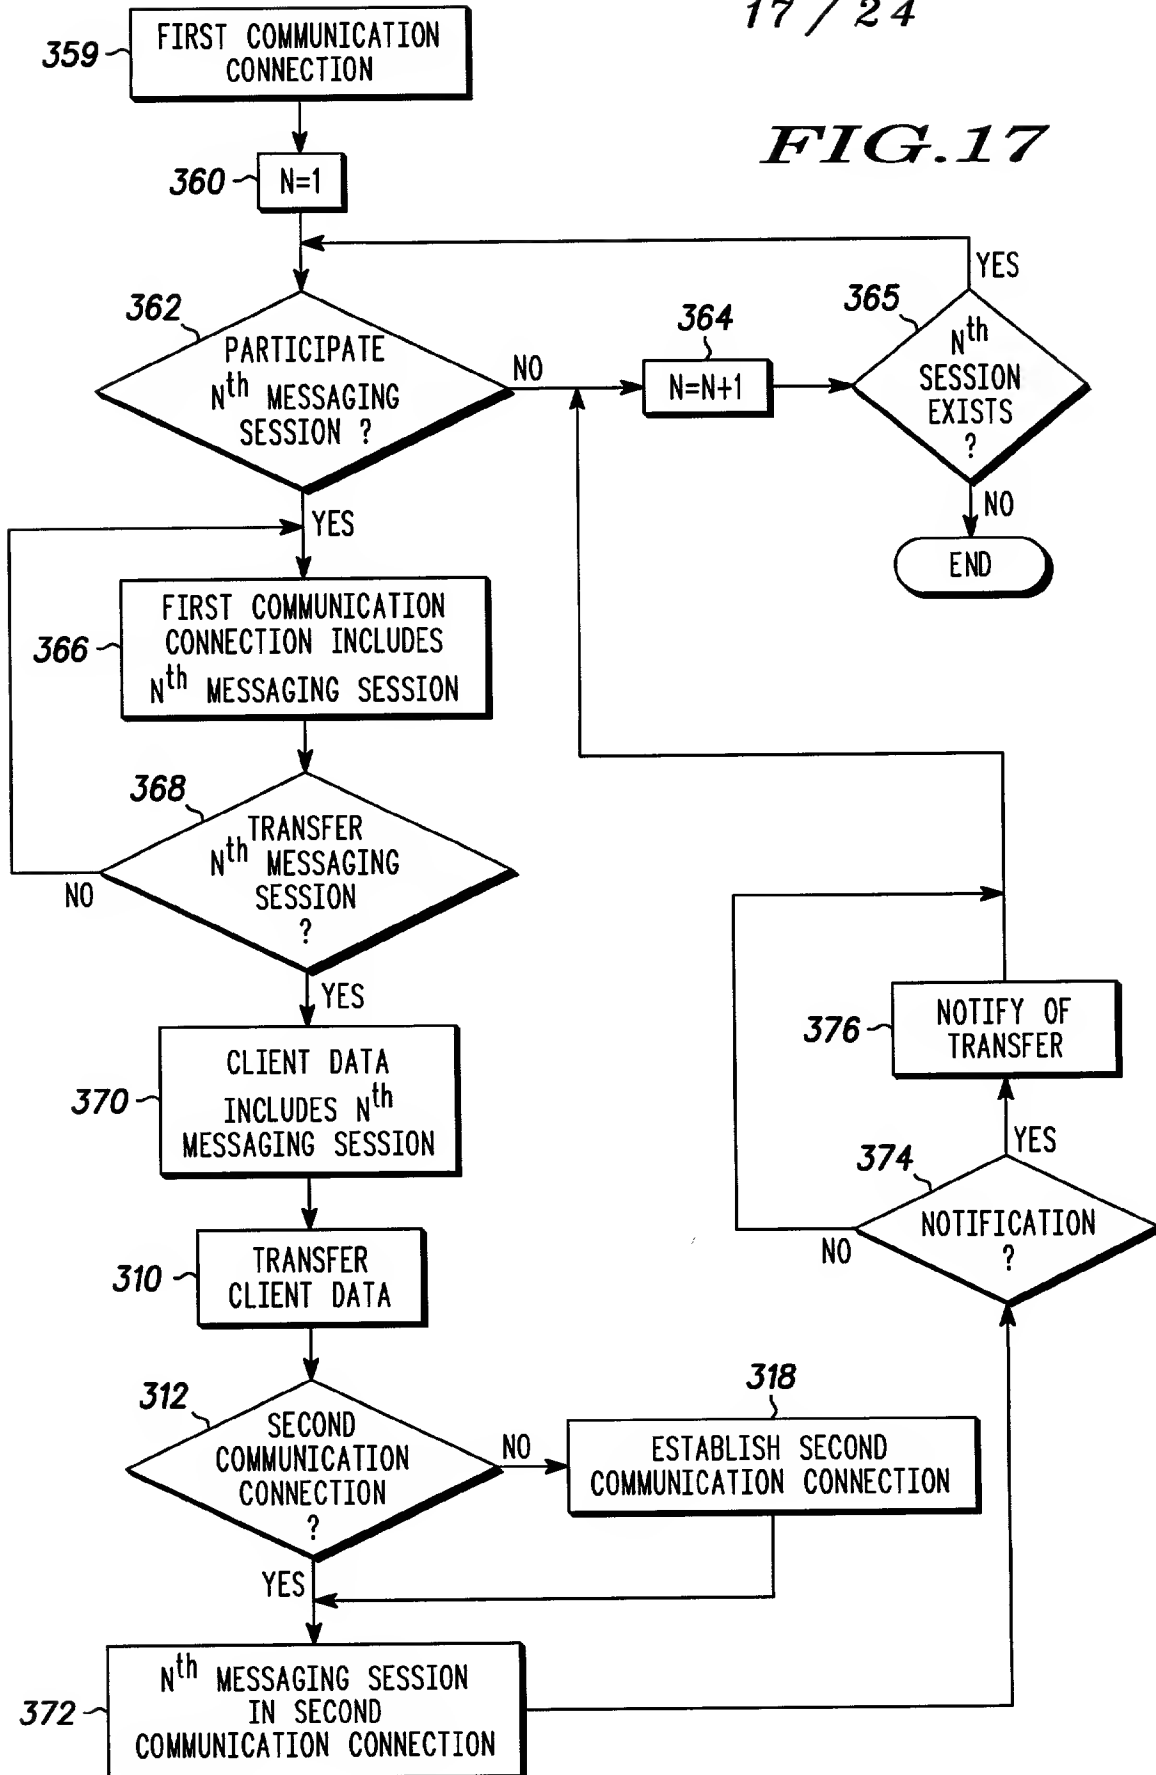 17/24
FIG.17
359
FIRST COMMUNICATION
CONNECTION
360
N=1
362
PARTICIPATE
Nth MESSAGING
SESSION ?
NO
YES
364
N=N+1
365
Nth
SESSION
EXISTS
?
YES
NO
END
366
FIRST COMMUNICATION
CONNECTION INCLUDES
Nth MESSAGING SESSION
368
TRANSFER
Nth MESSAGING
SESSION
?
NO
YES
370
CLIENT DATA
INCLUDES Nth
MESSAGING SESSION
310
TRANSFER
CLIENT DATA
312
SECOND
COMMUNICATION
CONNECTION
?
NO
YES
318
ESTABLISH SECOND
COMMUNICATION CONNECTION
372
Nth MESSAGING SESSION
IN SECOND
COMMUNICATION CONNECTION
374
NOTIFICATION
?
NO
YES
376
NOTIFY OF
TRANSFER